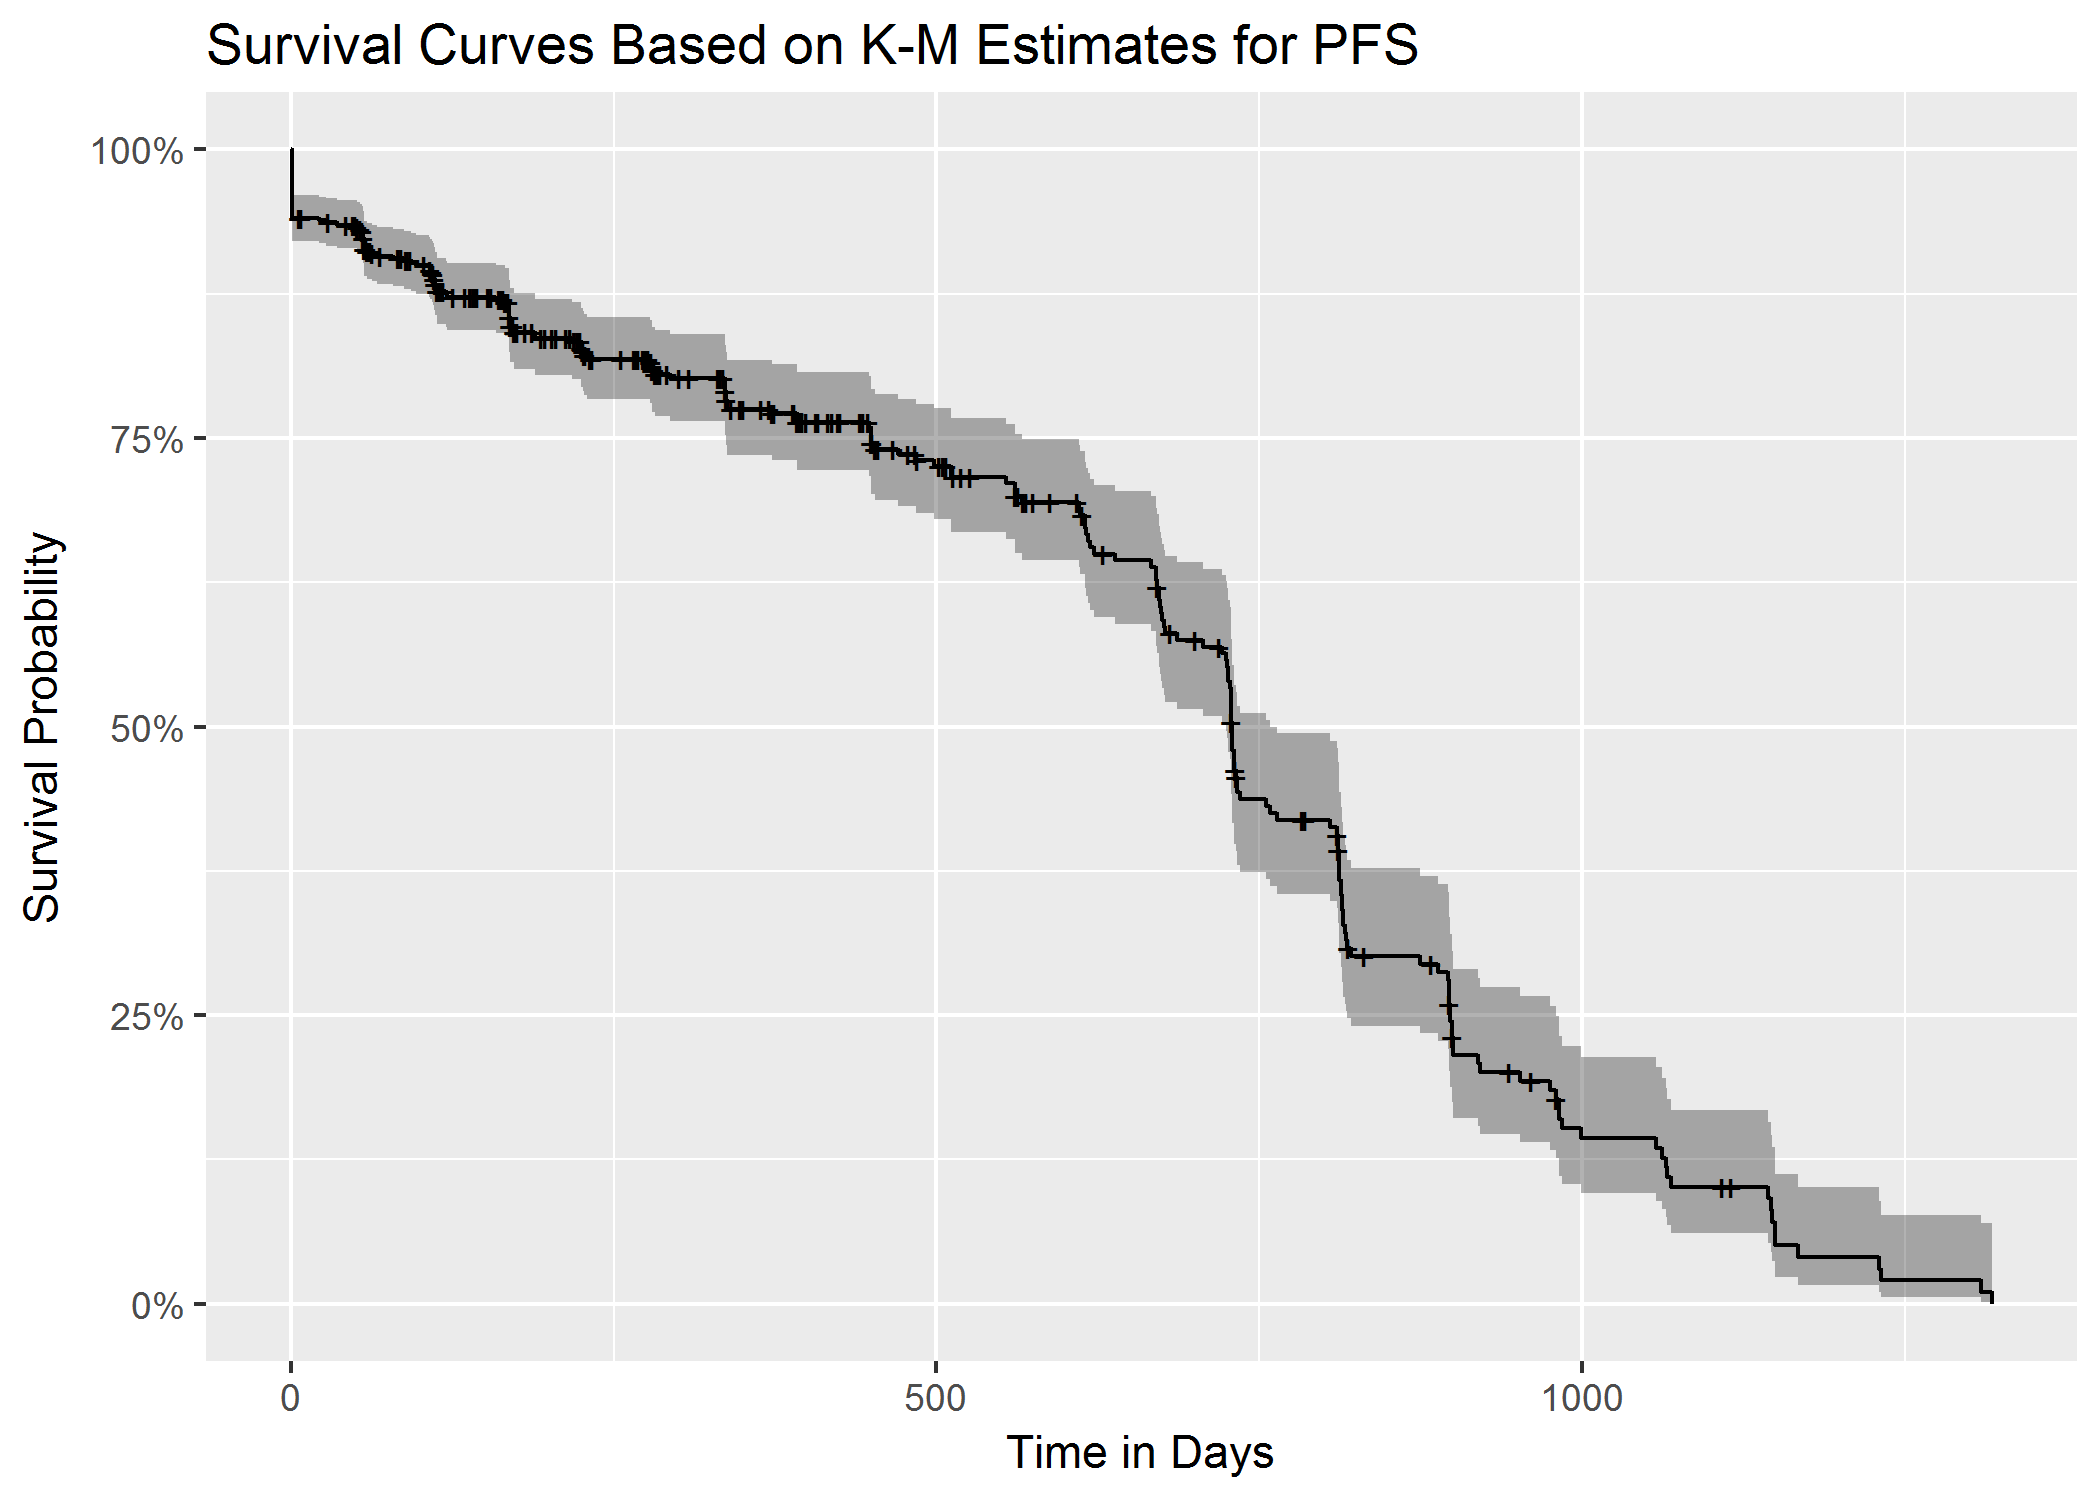 Survival Curves Based on K-M Estimates for PFS
100%
75%
50%
25%
0%
Survival Probability
0
500
1000
Time in Days